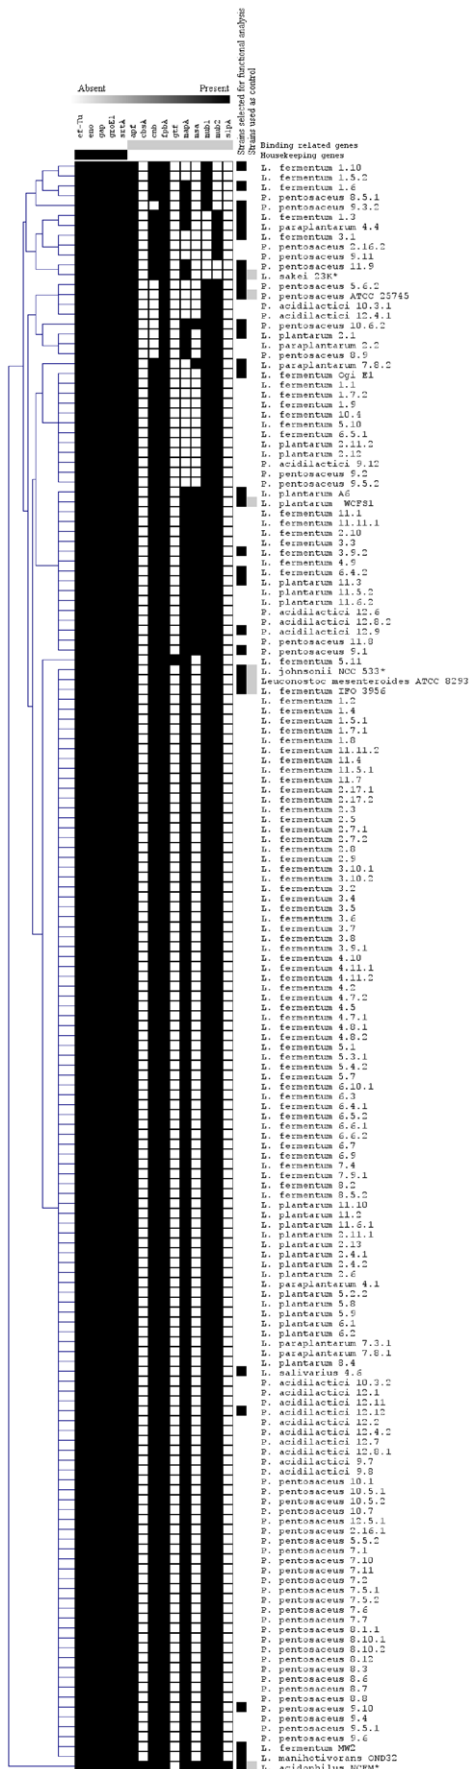 Absent Present
ef-Tu
eno
gap
groEl
srtA
apf
cbsA
cnb
fpbA
gtf
mapA
msa
mub1
mub2
slpA
Strains selected for functional analysis
Strains used as control
Binding related genes
Housekeeping genes
L. fermentum 1.10
L. fermentum 1.5.2
L. fermentum 1.6
P. pentosaceus 8.5.1
P. pentosaceus 9.3.2
L. fermentum 1.3
L. paraplantarum 4.4
L. fermentum 3.1
P. pentosaceus 2.16.2
P. pentosaceus 9.11
P. pentosaceus 11.9
L. sakei 23K*
P. pentosaceus 5.6.2
P. pentosaceus ATCC 25745
P. acidilactici 10.3.1
P. acidilactici 12.4.1
P. pentosaceus 10.6.2
L. plantarum 2.1
L. paraplantarum 2.2
P. pentosaceus 8.9
L. paraplantarum 7.8.2
L. fermentum Ogi E1
L. fermentum 1.1
L. fermentum 1.7.2
L. fermentum 1.9
L. fermentum 10.4
L. fermentum 5.10
L. fermentum 6.5.1
L. plantarum 2.11.2
L. plantarum 2.12
P. acidilactici 9.12
P. pentosaceus 9.2
P. pentosaceus 9.5.2
L. plantarum A6
L. plantarum WCFS1
L. fermentum 11.1
L. fermentum 11.11.1
L. fermentum 2.10
L. fermentum 3.3
L. fermentum 3.9.2
L. fermentum 4.9
L. fermentum 6.4.2
L. plantarum 11.3
L. plantarum 11.5.2
L. plantarum 11.6.2
P. acidilactici 12.6
P. acidilactici 12.8.2
P. acidilactici 12.9
P. pentosaceus 11.8
P. pentosaceus 9.1
L. fermentum 5.11
L. johnsonii NCC 533*
Leuconostoc mesenteroides ATCC 8293
L. fermentum IFO 3956
L. fermentum 1.2
L. fermentum 1.4
L. fermentum 1.5.1
L. fermentum 1.7.1
L. fermentum 1.8
L. fermentum 11.11.2
L. fermentum 11.4
L. fermentum 11.5.1
L. fermentum 11.7
L. fermentum 2.17.1
L. fermentum 2.17.2
L. fermentum 2.3
L. fermentum 2.5
L. fermentum 2.7.1
L. fermentum 2.7.2
L. fermentum 2.8
L. fermentum 2.9
L. fermentum 3.10.1
L. fermentum 3.10.2
L. fermentum 3.2
L. fermentum 3.4
L. fermentum 3.5
L. fermentum 3.6
L. fermentum 3.7
L. fermentum 3.8
L. fermentum 3.9.1
L. fermentum 4.10
L. fermentum 4.11.1
L. fermentum 4.11.2
L. fermentum 4.2
L. fermentum 4.7.2
L. fermentum 4.5
L. fermentum 4.7.1
L. fermentum 4.8.1
L. fermentum 4.8.2
L. fermentum 5.1
L. fermentum 5.3.1
L. fermentum 5.4.2
L. fermentum 5.7
L. fermentum 6.10.1
L. fermentum 6.3
L. fermentum 6.4.1
L. fermentum 6.5.2
L. fermentum 6.6.1
L. fermentum 6.6.2
L. fermentum 6.7
L. fermentum 6.9
L. fermentum 7.4
L. fermentum 7.9.1
L. fermentum 8.2
L. fermentum 8.5.2
L. plantarum 11.10
L. plantarum 11.2
L. plantarum 11.6.1
L. plantarum 2.11.1
L. plantarum 2.13
L. plantarum 2.4.1
L. plantarum 2.4.2
L. plantarum 2.6
L. paraplantarum 4.1
L. plantarum 5.2.2
L. plantarum 5.8
L. plantarum 5.9
L. plantarum 6.1
L. plantarum 6.2
L. paraplantarum 7.3.1
L. paraplantarum 7.8.1
L. plantarum 8.4
L. salivarius 4.6
P. acidilactici 10.3.2
P. acidilactici 12.1
P. acidilactici 12.11
P. acidilactici 12.12
P. acidilactici 12.2
P. acidilactici 12.4.2
P. acidilactici 12.7
P. acidilactici 12.8.1
P. acidilactici 9.7
P. acidilactici 9.8
P. pentosaceus 10.1
P. pentosaceus 10.5.1
P. pentosaceus 10.5.2
P. pentosaceus 10.7
P. pentosaceus 12.5.1
P. pentosaceus 2.16.1
P. pentosaceus 5.5.2
P. pentosaceus 7.1
P. pentosaceus 7.10
P. pentosaceus 7.11
P. pentosaceus 7.2
P. pentosaceus 7.5.1
P. pentosaceus 7.5.2
P. pentosaceus 7.6
P. pentosaceus 7.7
P. pentosaceus 8.1.1
P. pentosaceus 8.10.1
P. pentosaceus 8.10.2
P. pentosaceus 8.12
P. pentosaceus 8.3
P. pentosaceus 8.6
P. pentosaceus 8.7
P. pentosaceus 8.8
P. pentosaceus 9.10
P. pentosaceus 9.4
P. pentosaceus 9.5.1
P. pentosaceus 9.6
L. fermentum MW2
L. manihotivorans OND32
L. acidophilus NCFM*